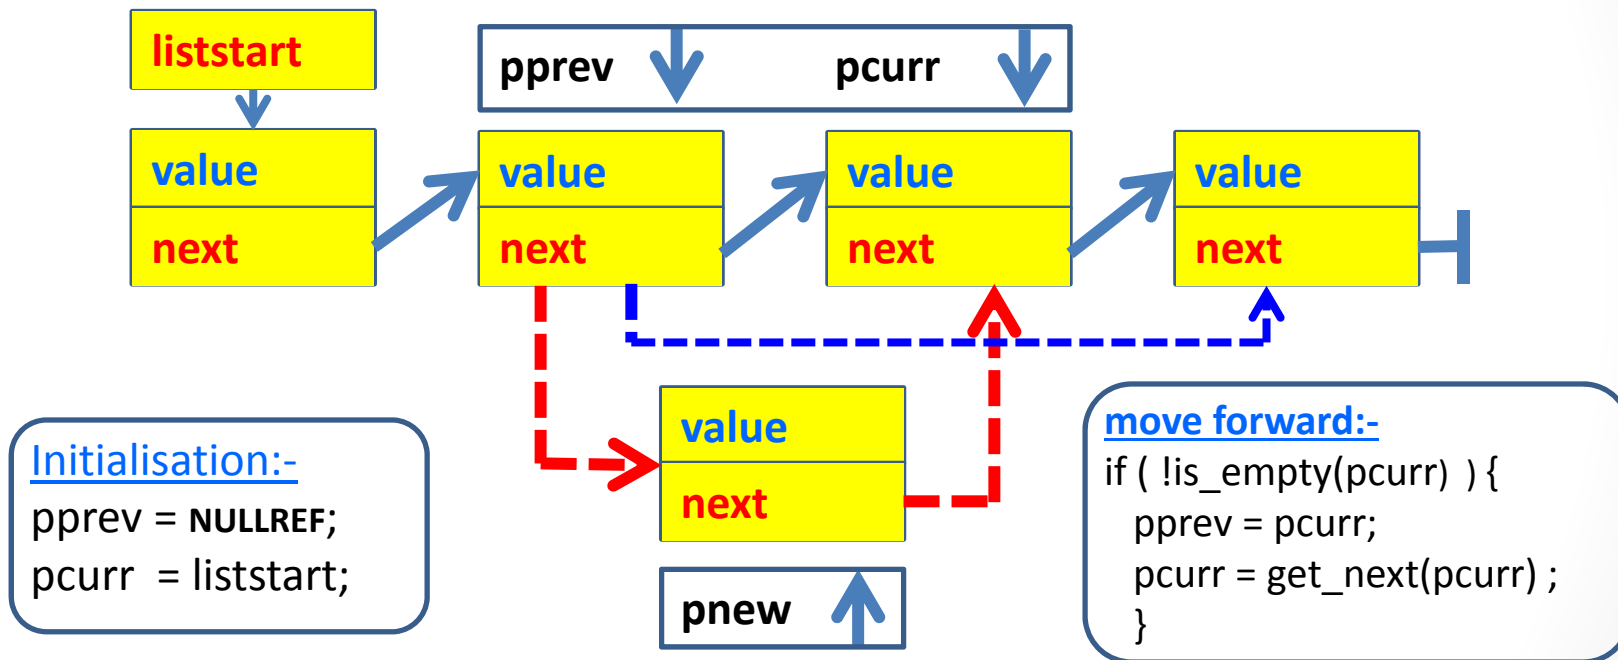 liststart
pprev pcurr
value value value value
next next next next
value
next
pnew
Initialisation:-
pprev = NULLREF;
pcurr = liststart;
move forward:-
if ( !is_empty(pcurr) ) {
pprev = pcurr;
pcurr = get_next(pcurr) ;
}